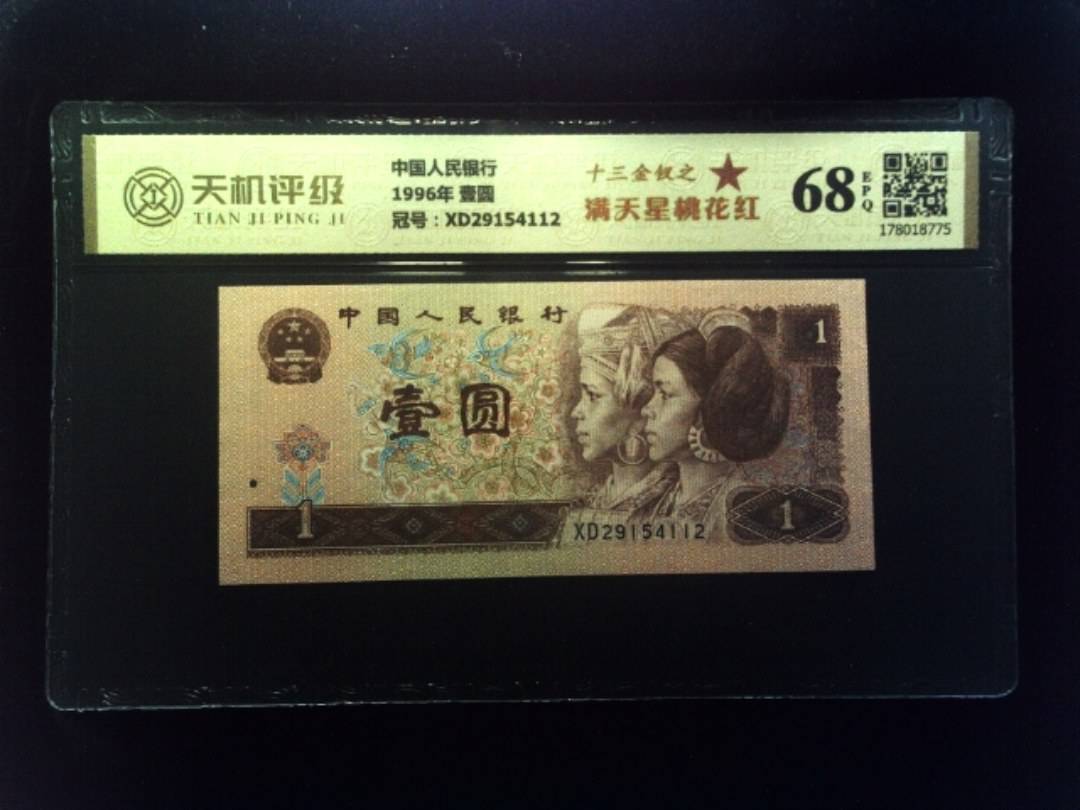 天机评级
TIAN JI PING JI
中国人民银行
1996年 壹圆
冠号：XD29154112
十三金钗之
满天星桃花红
68
EPQ
178018775
中国人民银行
壹圆
1
1
XD29154112
1